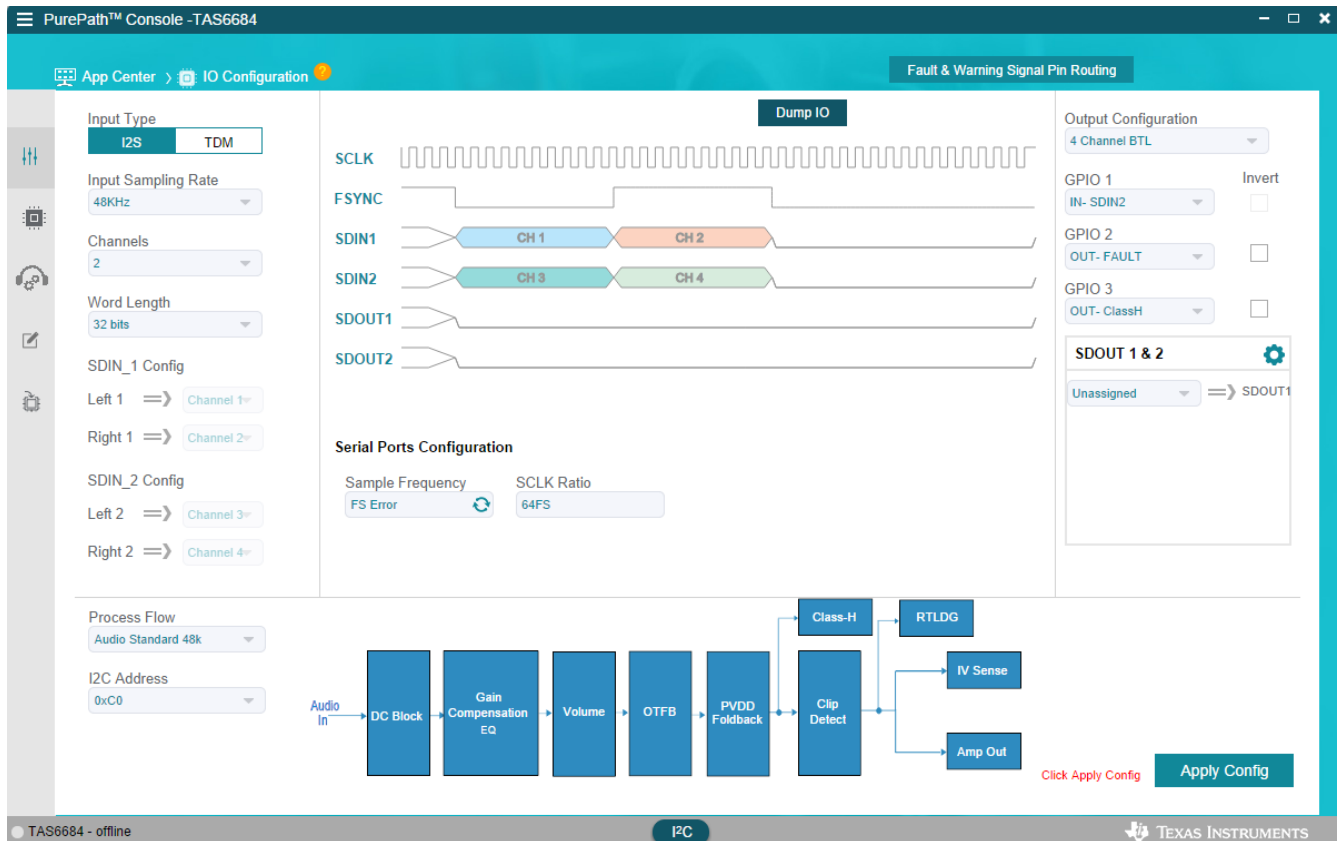 PurePath™ Console -TAS6684
App Center
IO Configuration
?
Fault & Warning Signal Pin Routing
Input Type
I2S
TDM
Input Sampling Rate
48KHz
Channels
2
Word Length
32 bits
SDIN_1 Config
Left 1
Channel 1
Right 1
Channel 2
SDIN_2 Config
Left 2
Channel 3
Right 2
Channel 4
Dump IO
SCLK
FSYNC
SDIN1
CH 1
CH 2
SDIN2
CH 3
CH 4
SDOUT1
SDOUT2
Serial Ports Configuration
Sample Frequency
FS Error
SCLK Ratio
64FS
Output Configuration
4 Channel BTL
GPIO 1
Invert
IN- SDIN2
GPIO 2
OUT- FAULT
GPIO 3
OUT- ClassH
SDOUT 1 & 2
Unassigned
SDOUT1
Process Flow
Audio Standard 48k
I2C Address
0xC0
Audio
In
DC Block
Gain
Compensation
EQ
Volume
OTFB
PVDD
Foldback
Class-H
Clip
Detect
RTLDG
IV Sense
Amp Out
Click Apply Config
Apply Config
TAS6684 - offline
I²C
TEXAS INSTRUMENTS